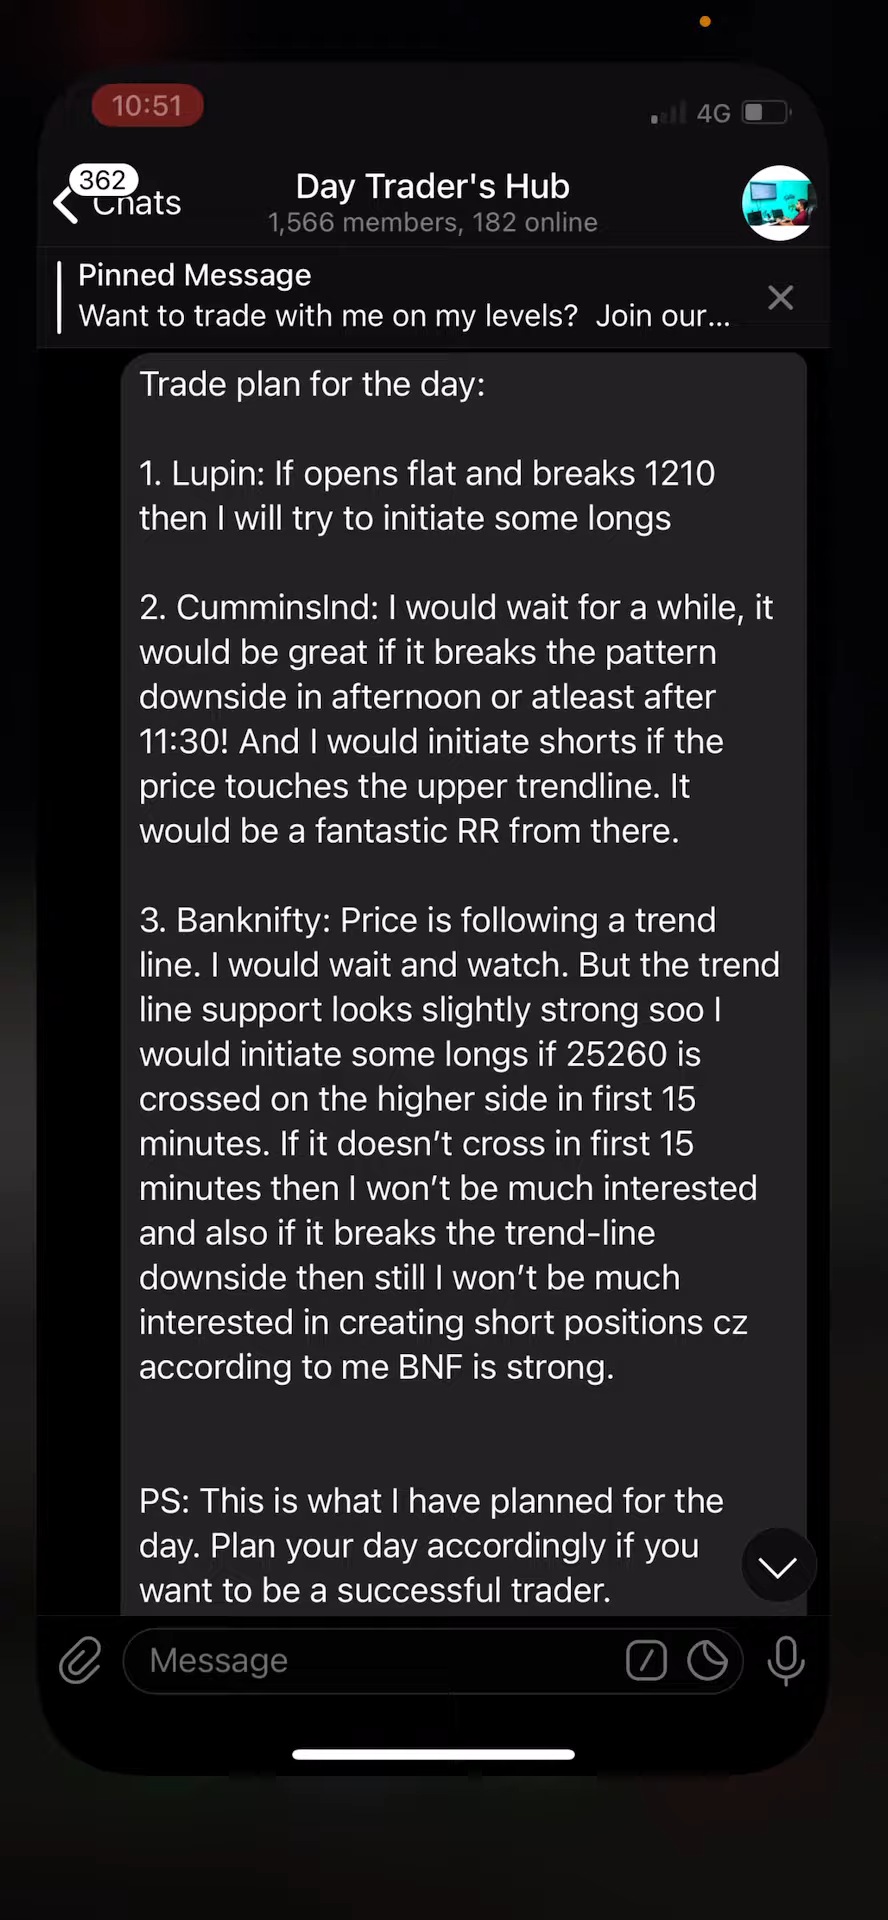 10:51
4G
362
Chats
Day Trader's Hub
1,566 members, 182 online
Pinned Message
Want to trade with me on my levels? Join our...
Trade plan for the day:
1. Lupin: If opens flat and breaks 1210
then I will try to initiate some longs
2. CumminsInd: I would wait for a while, it
would be great if it breaks the pattern
downside in afternoon or atleast after
11:30! And I would initiate shorts if the
price touches the upper trendline. It
would be a fantastic RR from there.
3. Banknifty: Price is following a trend
line. I would wait and watch. But the trend
line support looks slightly strong soo I
would initiate some longs if 25260 is
crossed on the higher side in first 15
minutes. If it doesn’t cross in first 15
minutes then I won’t be much interested
and also if it breaks the trend-line
downside then still I won’t be much
interested in creating short positions cz
according to me BNF is strong.
PS: This is what I have planned for the
day. Plan your day accordingly if you
want to be a successful trader.
Message